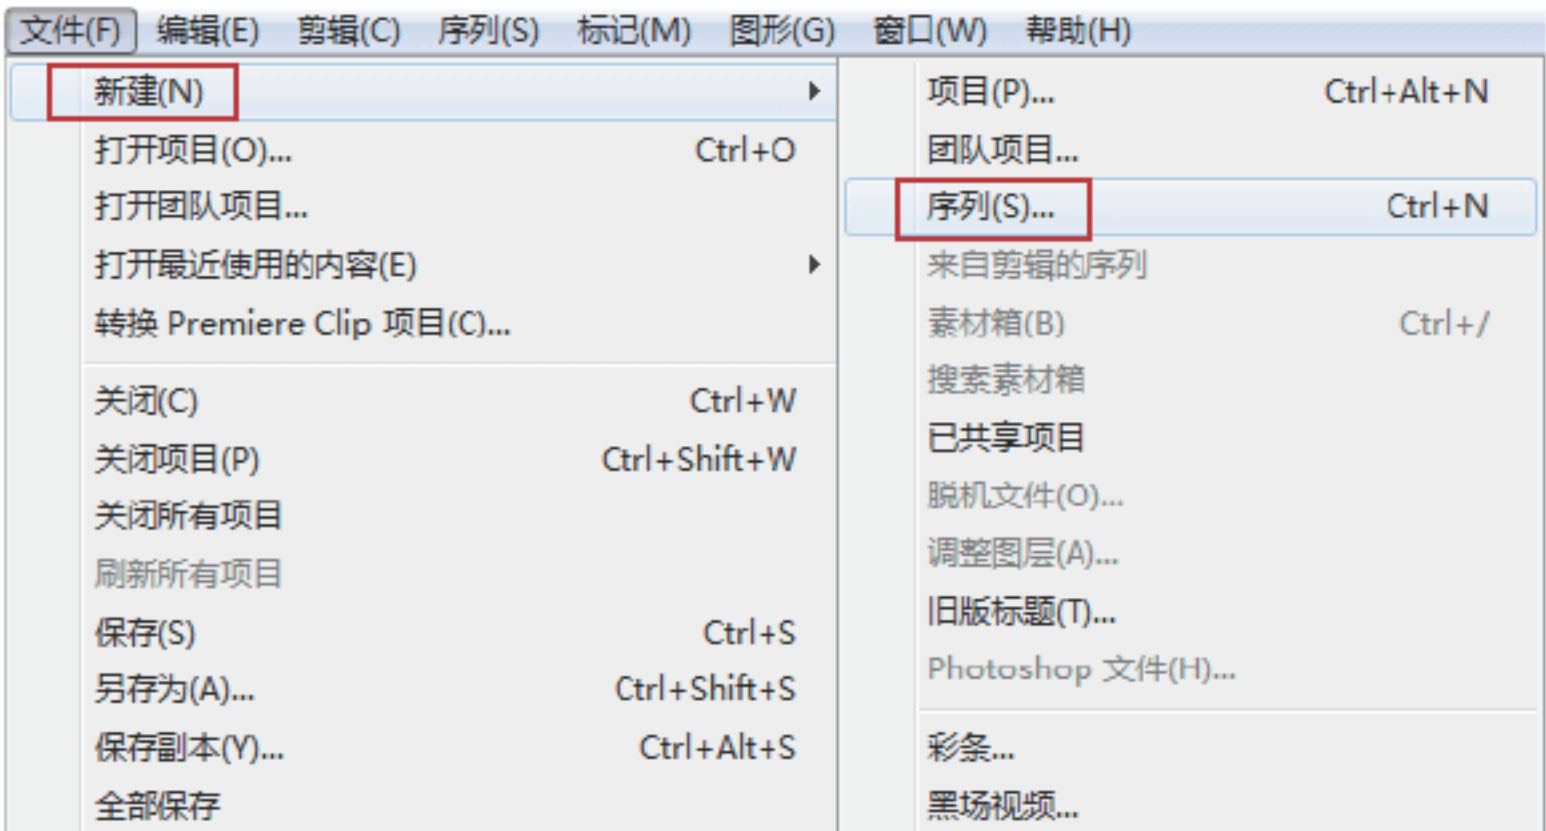 文件(F) 编辑(E) 剪辑(C) 序列(S) 标记(M) 图形(G) 窗口(W) 帮助(H)
新建(N)
打开项目(O)... Ctrl+O
打开团队项目...
打开最近使用的内容(E)
转换 Premiere Clip 项目(C)...
关闭(C) Ctrl+W
关闭项目(P) Ctrl+Shift+W
关闭所有项目
刷新所有项目
保存(S) Ctrl+S
另存为(A)... Ctrl+Shift+S
保存副本(Y)... Ctrl+Alt+S
全部保存
项目(P)... Ctrl+Alt+N
团队项目...
序列(S)... Ctrl+N
来自剪辑的序列
素材箱(B) Ctrl+/
搜索素材箱
已共享项目
脱机文件(O)...
调整图层(A)...
旧版标题(T)...
Photoshop 文件(H)...
彩条...
黑场视频...